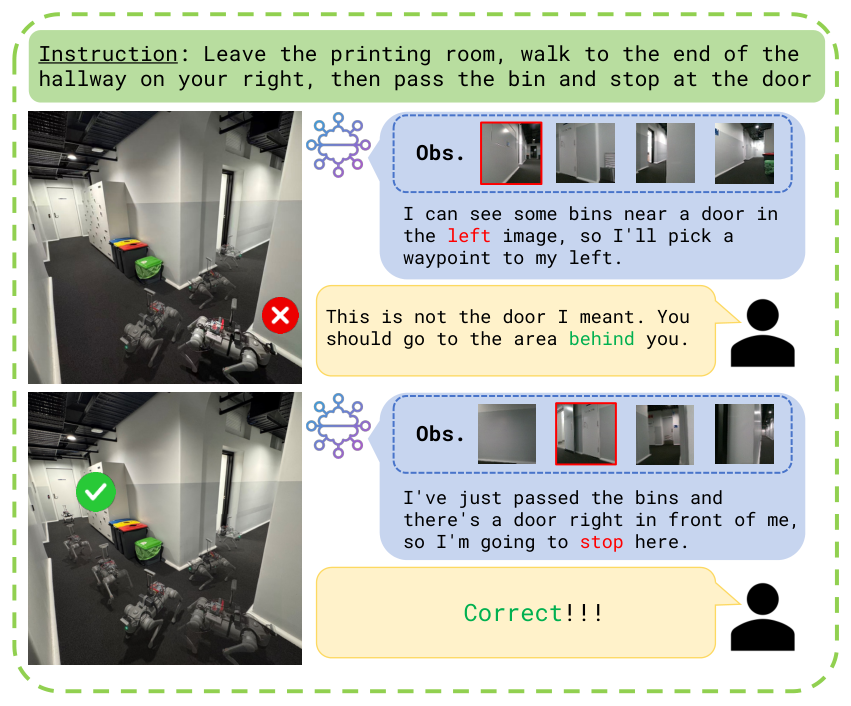 Instruction: Leave the printing room, walk to the end of the
hallway on your right, then pass the bin and stop at the door
Obs.
I can see some bins near a door in
the left image, so I'll pick a
waypoint to my left.
This is not the door I meant. You
should go to the area behind you.
Obs.
I've just passed the bins and
there's a door right in front of me,
so I'm going to stop here.
Correct!!!